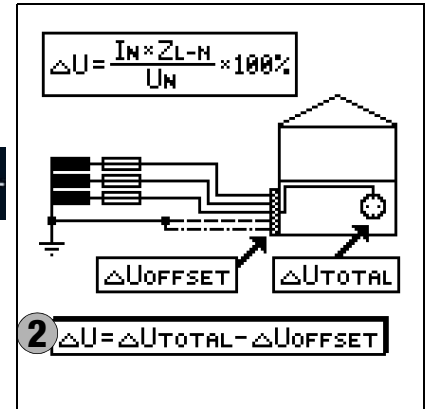 △U=IN×ZL-N/UN×100%
△UOFFSET △UTOTAL
2 △U=△UTOTAL-△UOFFSET